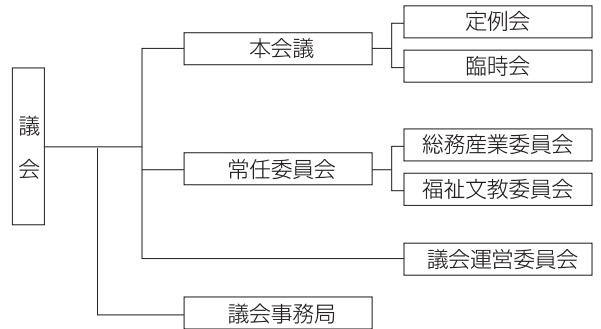 議会
本会議
定例会
臨時会
常任委員会
総務産業委員会
福祉文教委員会
議会運営委員会
議会事務局